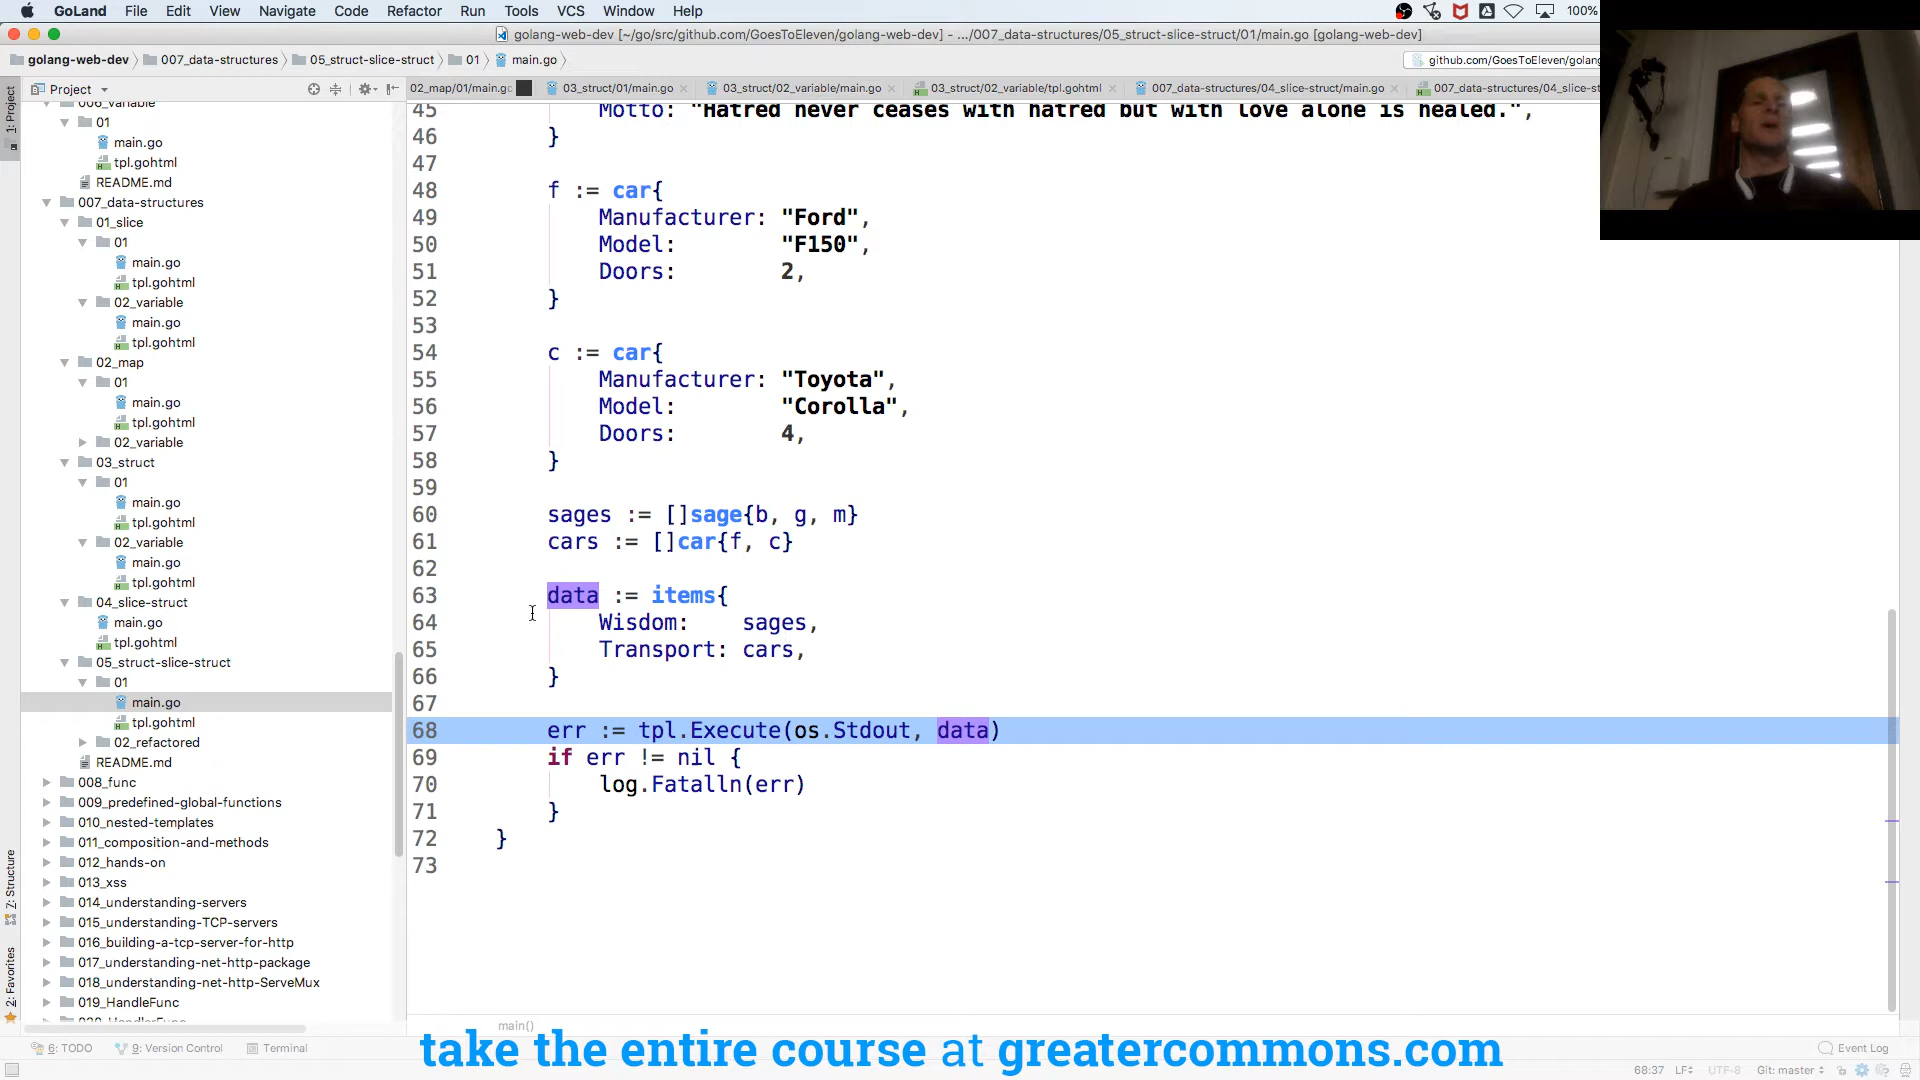 GoLand File Edit View Navigate Code Refactor Run Tools VCS Window Help 100%
golang-web-dev [~/go/src/github.com/GoesToEleven/golang-web-dev] - .../007_data-structures/05_struct-slice-struct/01/main.go [golang-web-dev]
golang-web-dev 007_data-structures 05_struct-slice-struct 01 main.go github.com/GoesToEleven/golang
1: Project
Project
02_map/01/main.go 03_struct/01/main.go 03_struct/02_variable/main.go 03_struct/02_variable/tpl.gohtml 007_data-structures/04_slice-struct/main.go 007_data-structures/04_slice-st
006_variable
01
main.go
tpl.gohtml
README.md
007_data-structures
01_slice
01
main.go
tpl.gohtml
02_variable
main.go
tpl.gohtml
02_map
01
main.go
tpl.gohtml
02_variable
03_struct
01
main.go
tpl.gohtml
02_variable
main.go
tpl.gohtml
04_slice-struct
main.go
tpl.gohtml
05_struct-slice-struct
01
main.go
tpl.gohtml
02_refactored
README.md
008_func
009_predefined-global-functions
010_nested-templates
011_composition-and-methods
012_hands-on
013_xss
014_understanding-servers
015_understanding-TCP-servers
016_building-a-tcp-server-for-http
017_understanding-net-http-package
018_understanding-net-http-ServeMux
019_HandleFunc
Z: Structure
2: Favorites
45 Motto: "Hatred never ceases with hatred but with love alone is healed.",
46 }
47
48 f := car{
49 Manufacturer: "Ford",
50 Model: "F150",
51 Doors: 2,
52 }
53
54 c := car{
55 Manufacturer: "Toyota",
56 Model: "Corolla",
57 Doors: 4,
58 }
59
60 sages := []sage{b, g, m}
61 cars := []car{f, c}
62
63 data := items{
64 Wisdom: sages,
65 Transport: cars,
66 }
67
68 err := tpl.Execute(os.Stdout, data)
69 if err != nil {
70 log.Fatalln(err)
71 }
72 }
73
main()
take the entire course at greatercommons.com
6: TODO 9: Version Control Terminal Event Log
68:37 LF UTF-8 Git: master